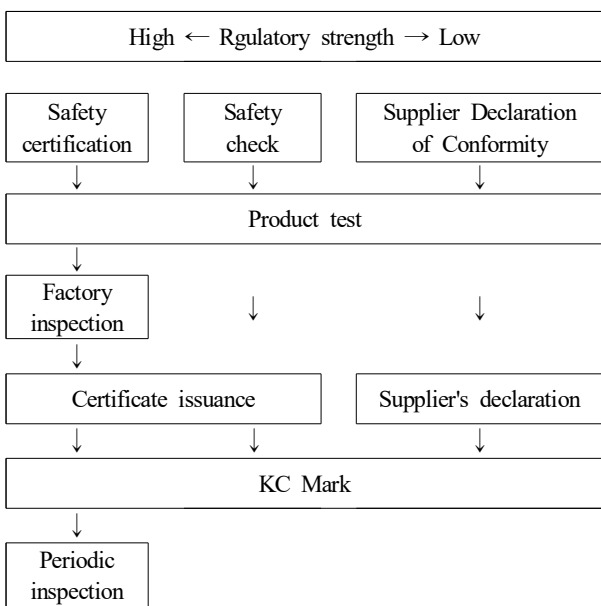 High ← Rgulatory strength → Low
Safety
certification
Safety
check
Supplier Declaration
of Conformity
Product test
Factory
inspection
Certificate issuance
Supplier's declaration
KC Mark
Periodic
inspection